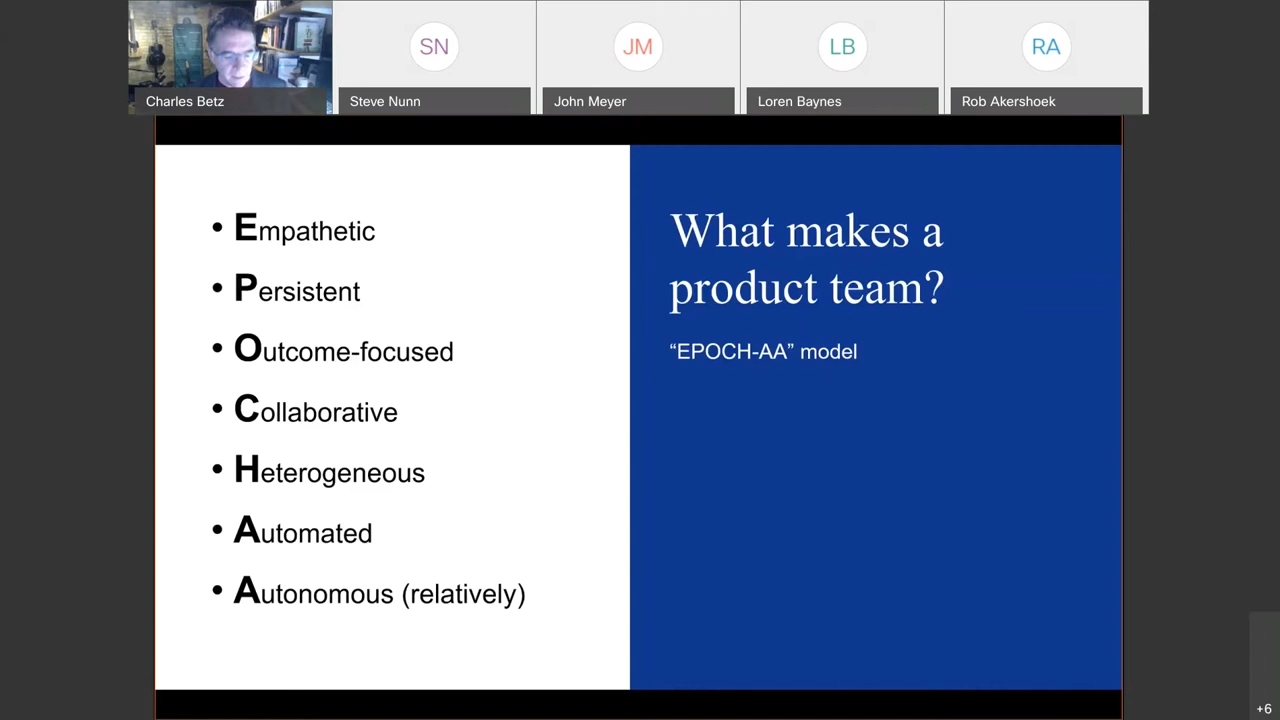 SN
JM
LB
RA
Charles Betz
Steve Nunn
John Meyer
Loren Baynes
Rob Akershoek
• Empathetic
• Persistent
• Outcome-focused
• Collaborative
• Heterogeneous
• Automated
• Autonomous (relatively)
What makes a
product team?
“EPOCH-AA” model
+6